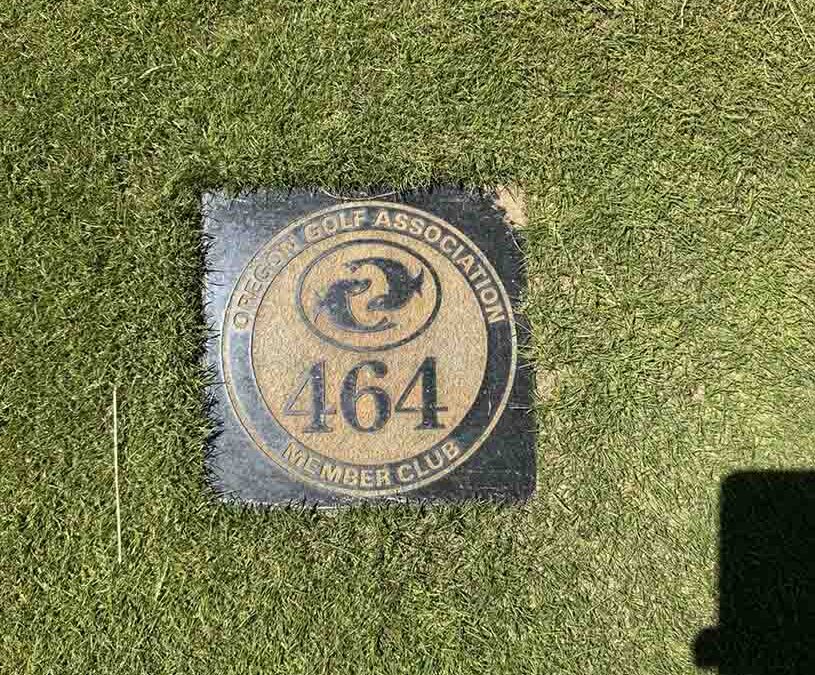 OREGON GOLF ASSOCIATION
464
MEMBER CLUB